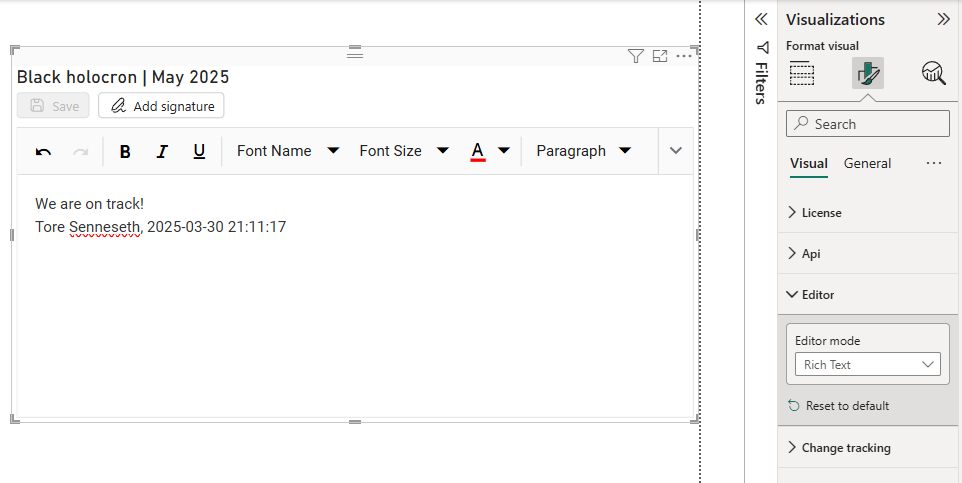 Black holocron | May 2025
Save
Add signature
B I U Font Name Font Size A Paragraph
We are on track!
Tore Senneseth, 2025-03-30 21:11:17
Filters
Visualizations
Format visual
Search
Visual General
License
Api
Editor
Editor mode
Rich Text
Reset to default
Change tracking